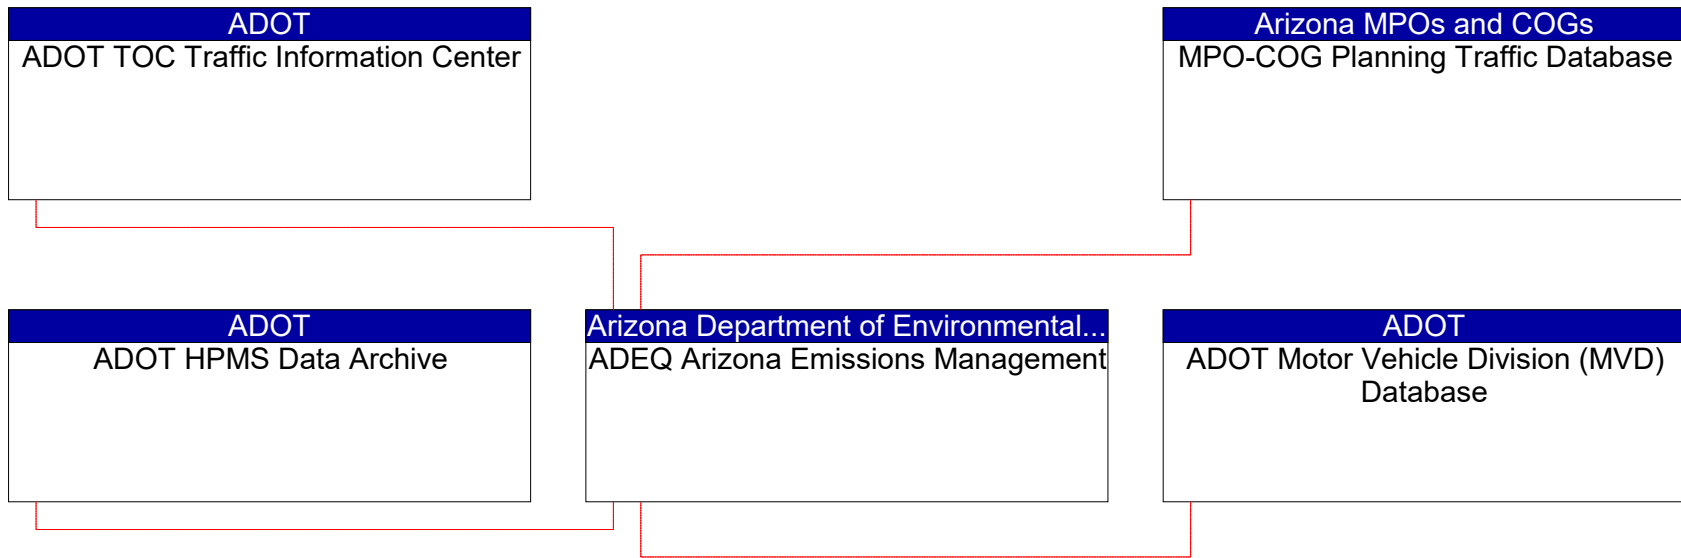 ADOT
ADOT TOC Traffic Information Center
Arizona MPOs and COGs
MPO-COG Planning Traffic Database
ADOT
ADOT HPMS Data Archive
Arizona Department of Environmental...
ADEQ Arizona Emissions Management
ADOT
ADOT Motor Vehicle Division (MVD)
Database